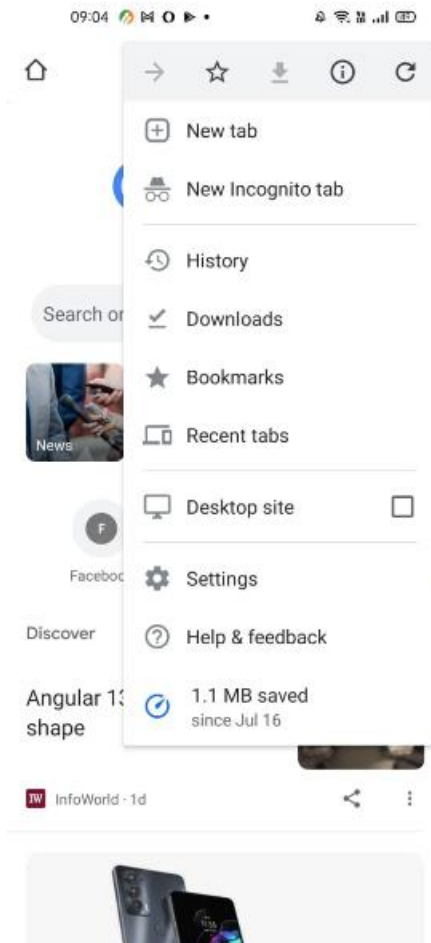 09:04
New tab
New Incognito tab
History
Search or
Downloads
Bookmarks
News
Recent tabs
Desktop site
F
Settings
Discover
Help & feedback
Angular 13
shape
1.1 MB saved
since Jul 16
IW InfoWorld · 1d